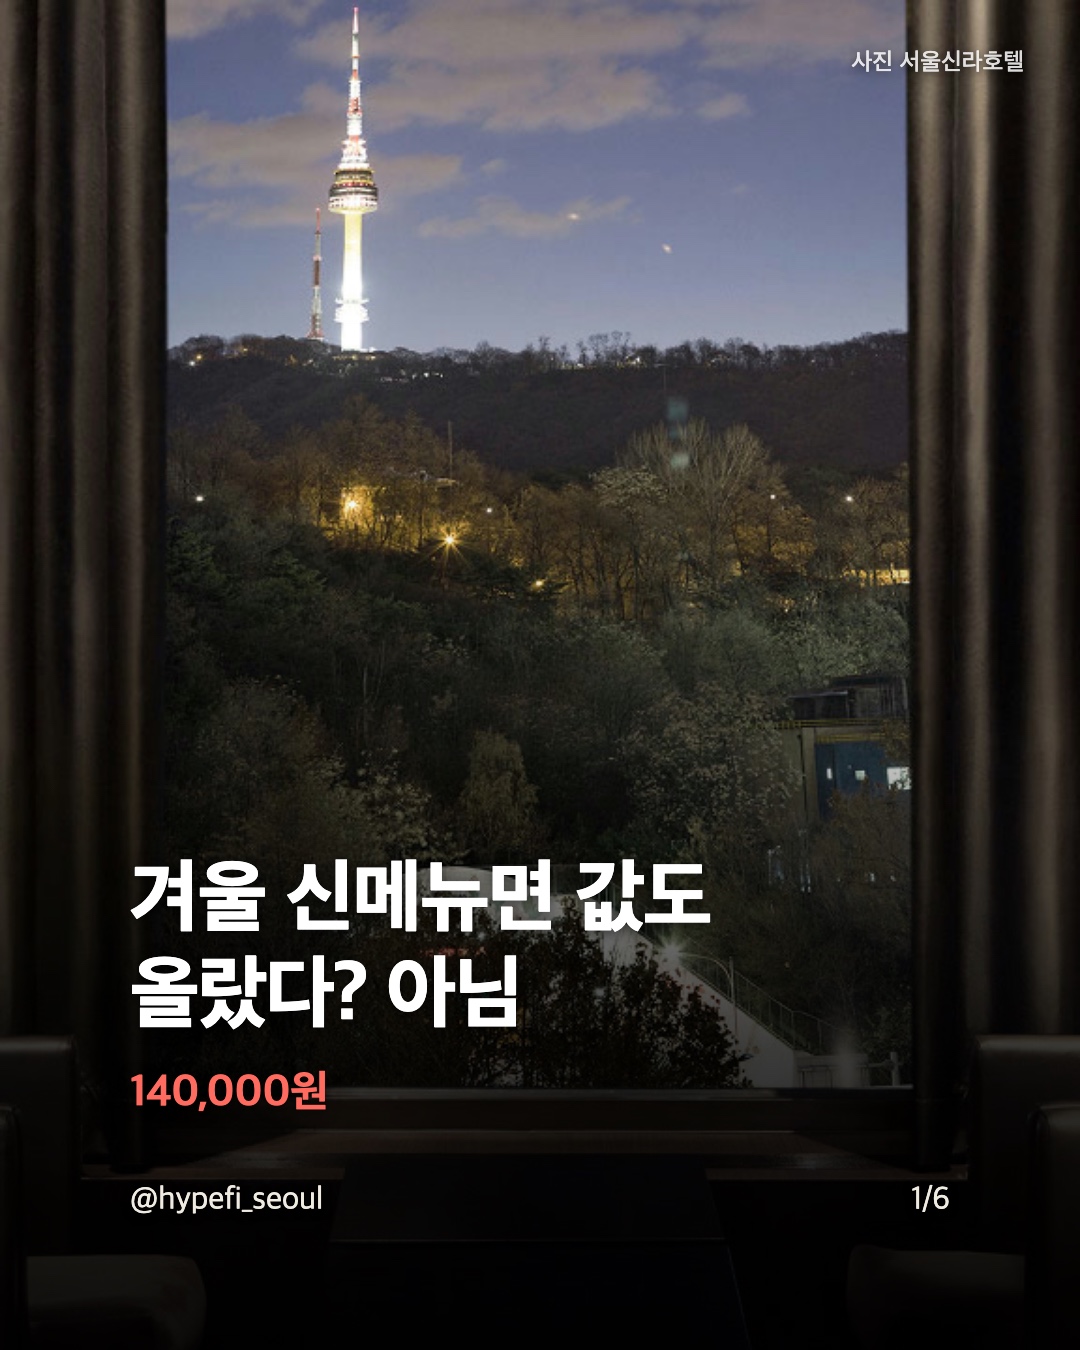 사진 서울신라호텔
겨울 신메뉴면 값도
올랐다? 아님
140,000원
@hypefi_seoul
1/6